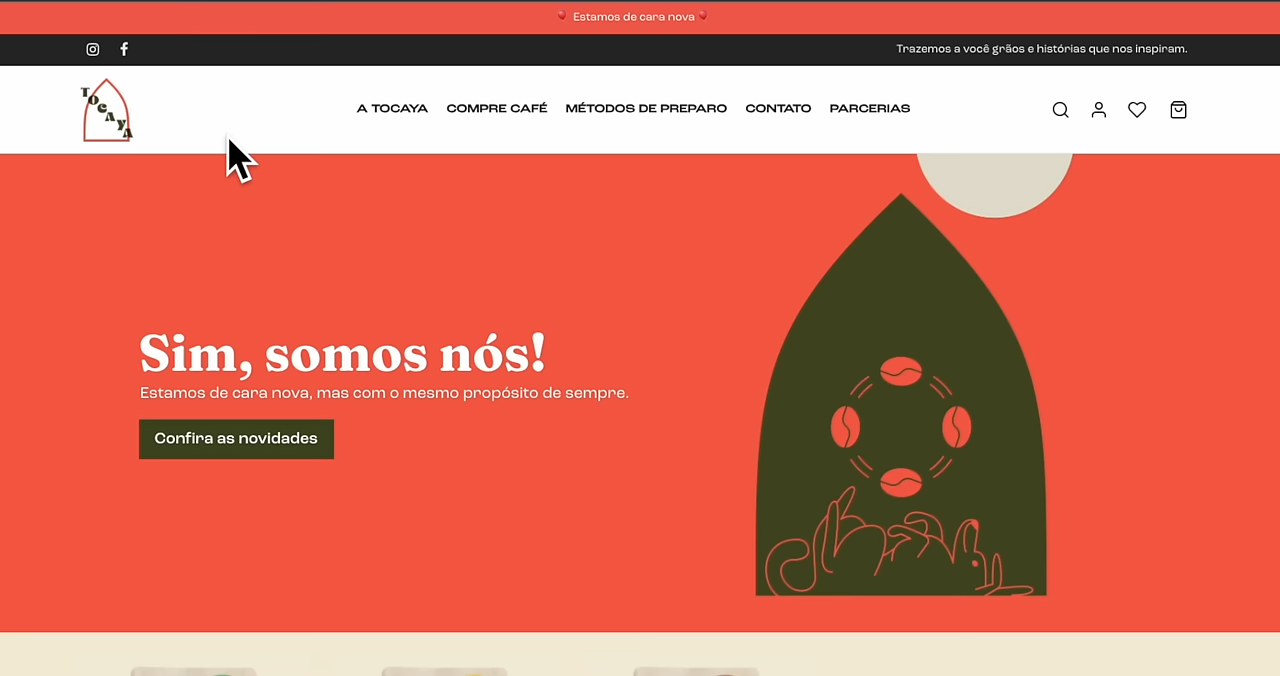 Estamos de cara nova
Trazemos a você grãos e histórias que nos inspiram.
TOCAYA
A TOCAYA COMPRE CAFÉ MÉTODOS DE PREPARO CONTATO PARCERIAS
Sim, somos nós!
Estamos de cara nova, mas com o mesmo propósito de sempre.
Confira as novidades